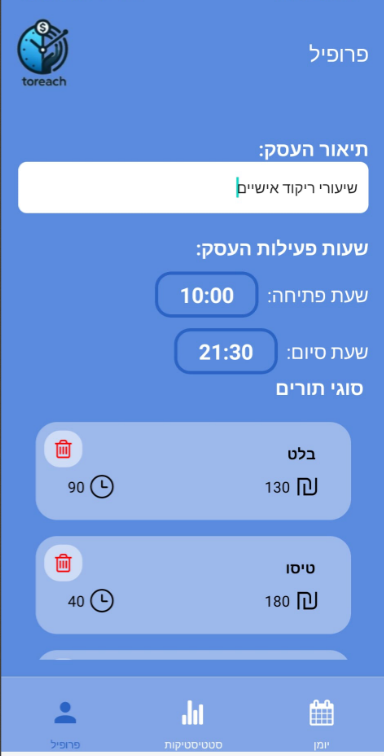 פרופיל
toreach
תיאור העסק:
שיעורי ריקוד אישיים
שעות פעילות העסק:
שעת פתיחה: 10:00
שעת סיום: 21:30
סוגי תורים
בלט
130 90
טיסו
180 40
יומן סטטיסטיקות פרופיל